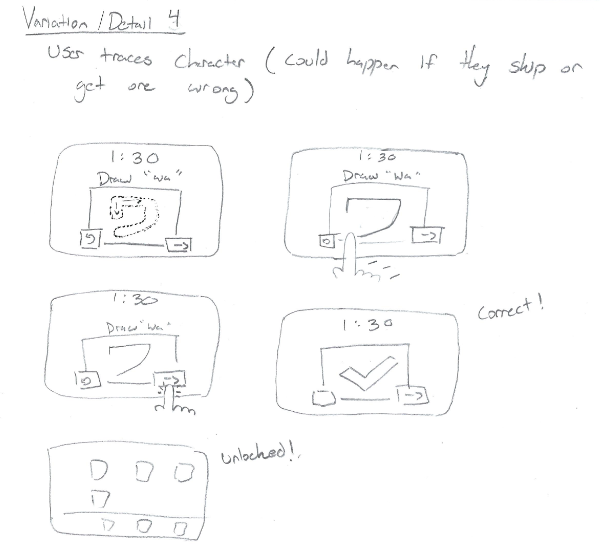 Variation / Detail 4
User traces character ( could happen if they skip or
get one wrong)
1:30
Draw "wa"
1:30
Draw "wa"
1:30
Draw "wa"
1:30
Correct!
unlocked!